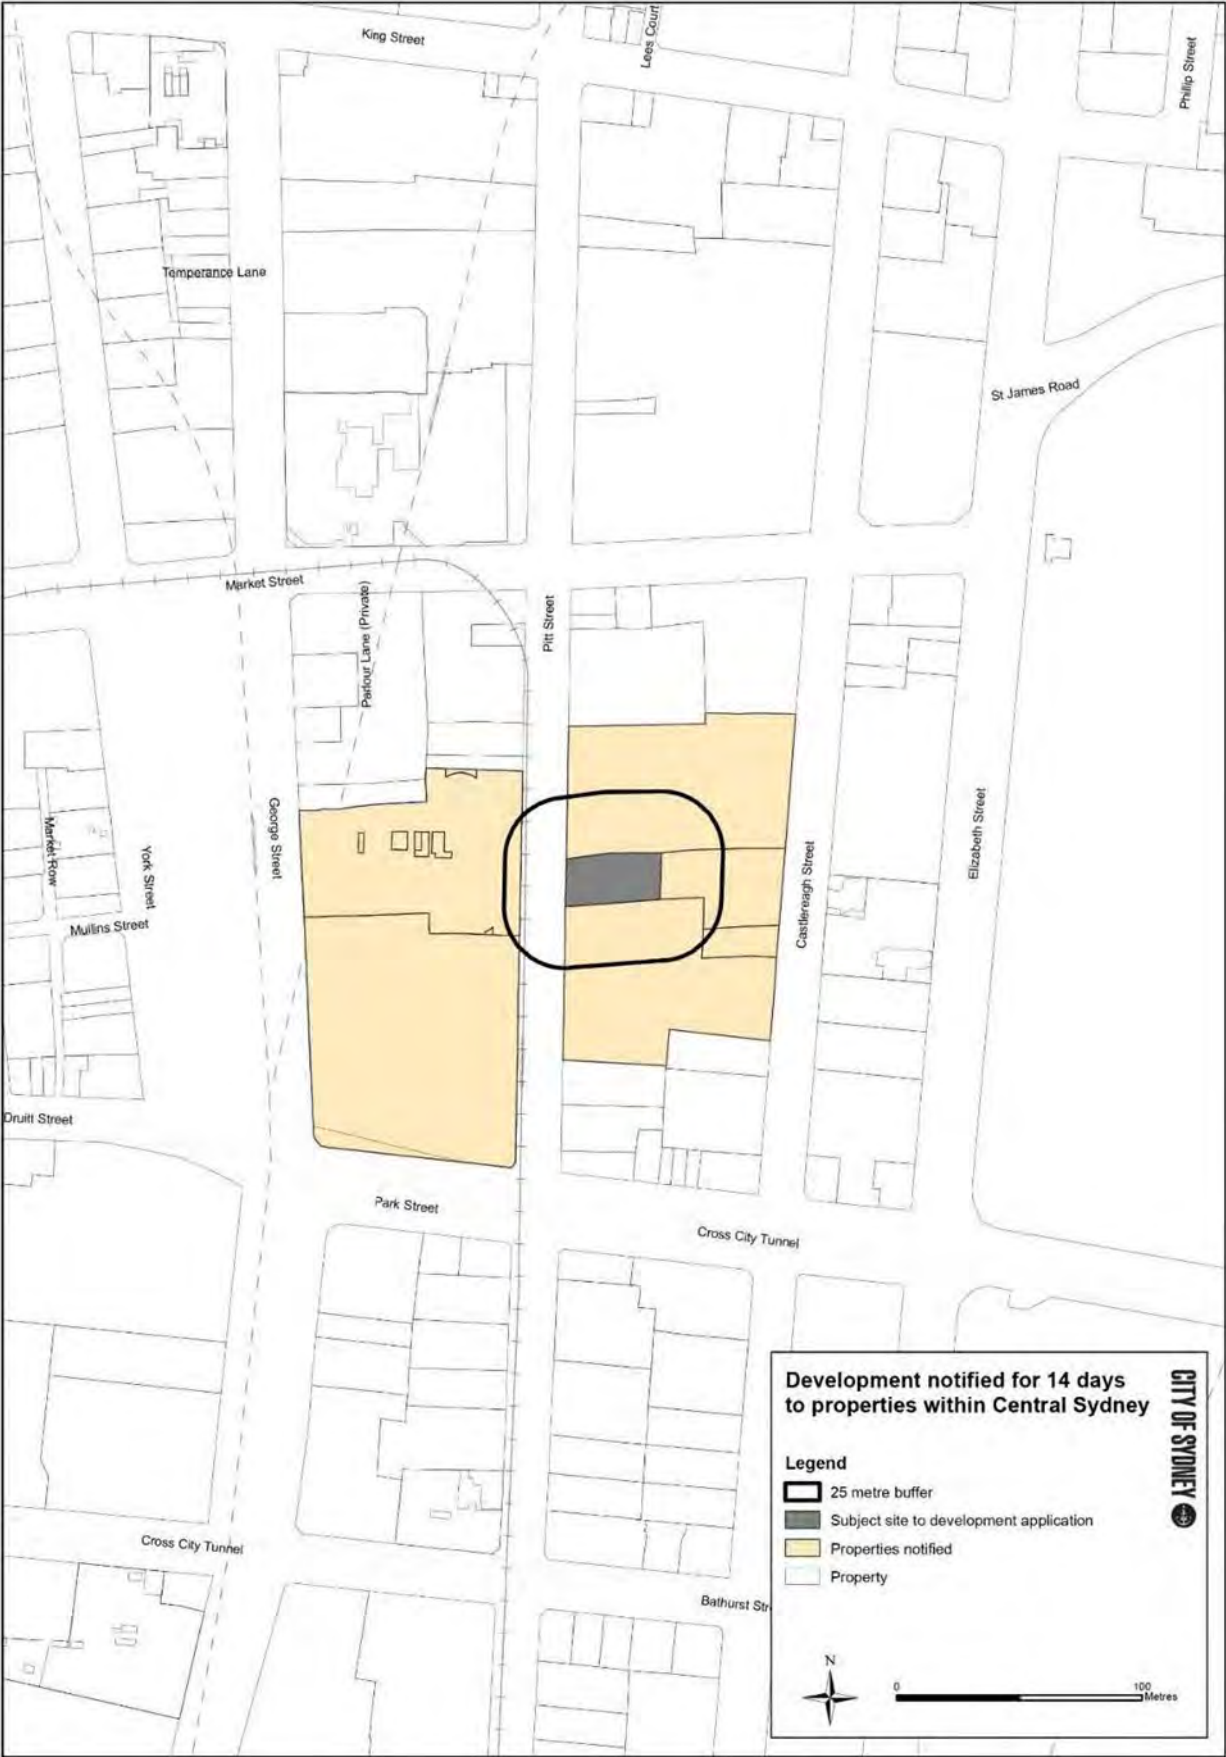 King Street
Lees Court
Phillip Street
Temperance Lane
St James Road
Market Street
Parlour Lane (Private)
Pitt Street
George Street
Market Row
York Street
Mullins Street
Castlereagh Street
Elizabeth Street
Druitt Street
Park Street
Cross City Tunnel
Cross City Tunnel
Bathurst Str
Development notified for 14 days
to properties within Central Sydney
CITY OF SYDNEY
Legend
25 metre buffer
Subject site to development application
Properties notified
Property
N
0 100
Metres